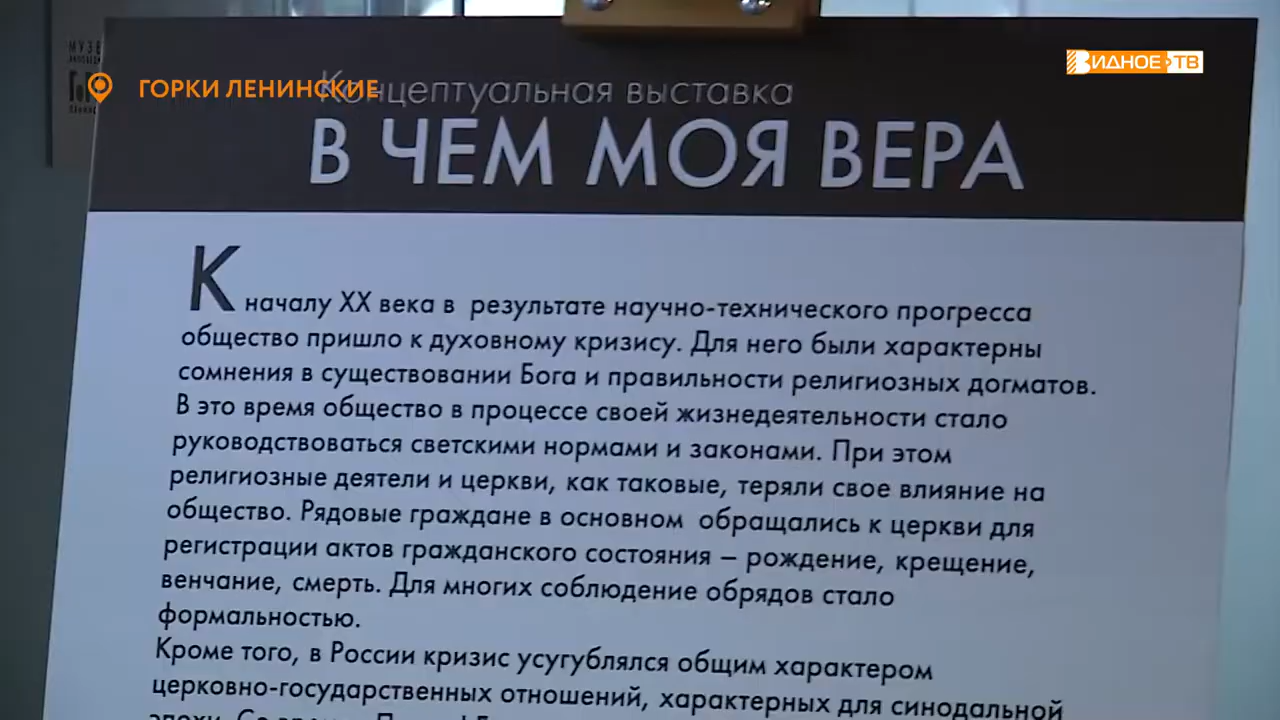 ВИДНОЕ ТВ
ГОРКИ ЛЕНИНСКИЕ
Концептуальная выставка
В ЧЕМ МОЯ ВЕРА
К началу XX века в результате научно-технического прогресса
общество пришло к духовному кризису. Для него были характерны
сомнения в существовании Бога и правильности религиозных догматов.
В это время общество в процессе своей жизнедеятельности стало
руководствоваться светскими нормами и законами. При этом
религиозные деятели и церкви, как таковые, теряли свое влияние на
общество. Рядовые граждане в основном обращались к церкви для
регистрации актов гражданского состояния – рождение, крещение,
венчание, смерть. Для многих соблюдение обрядов стало
формальностью.
Кроме того, в России кризис усугублялся общим характером
церковно-государственных отношений, характерных для синодальной